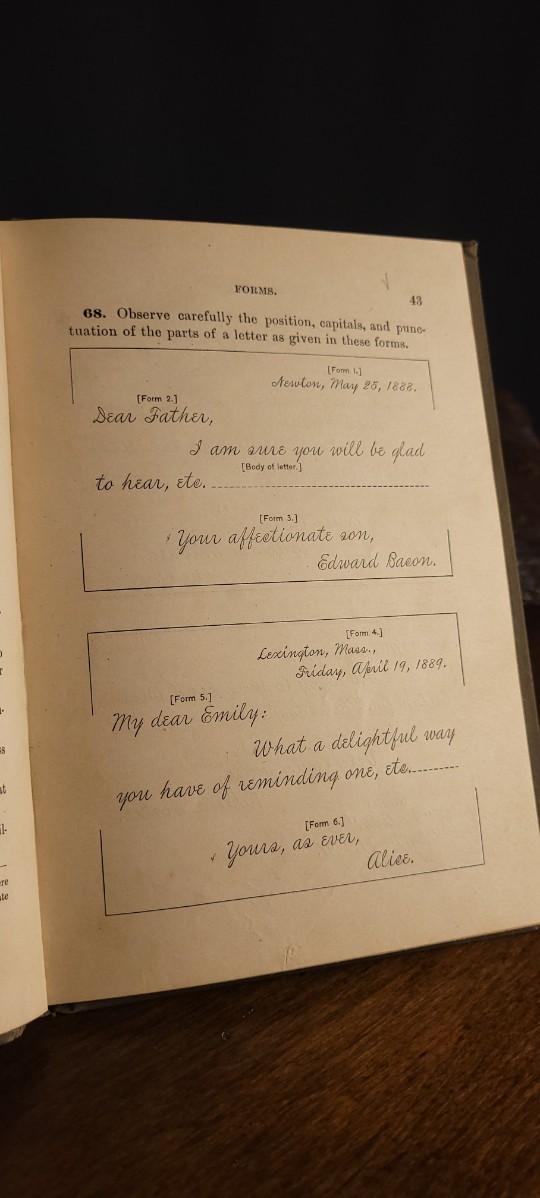 FORMS.
43
68. Observe carefully the position, capitals, and punc-
tuation of the parts of a letter as given in these forms.
[Form 1.]
Newton, May 25, 1888.
[Form 2.]
Dear Father,
I am sure you will be glad
[Body of letter.]
to hear, etc.
[Form 3.]
Your affectionate son,
Edward Bacon.
[Form 4.]
Lexington, Mass.,
Friday, April 19, 1889.
[Form 5.]
My dear Emily:
What a delightful way
you have of reminding one, etc.
[Form 6.]
Yours, as ever,
Alice.